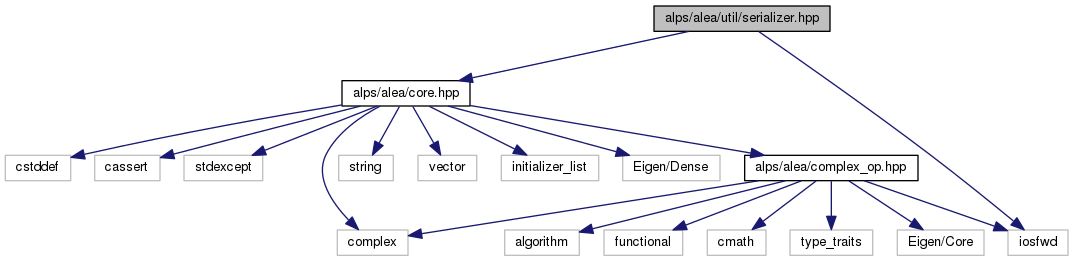 alps/alea/util/serializer.hpp
alps/alea/core.hpp
cstddef
cassert
stdexcept
string
vector
initializer_list
Eigen/Dense
alps/alea/complex_op.hpp
complex
algorithm
functional
cmath
type_traits
Eigen/Core
iosfwd